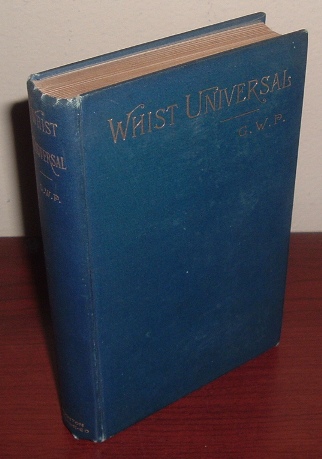 WHIST UNIVERSAL
G. W. P.
WHIST
UNIVERSAL
G.W.P.